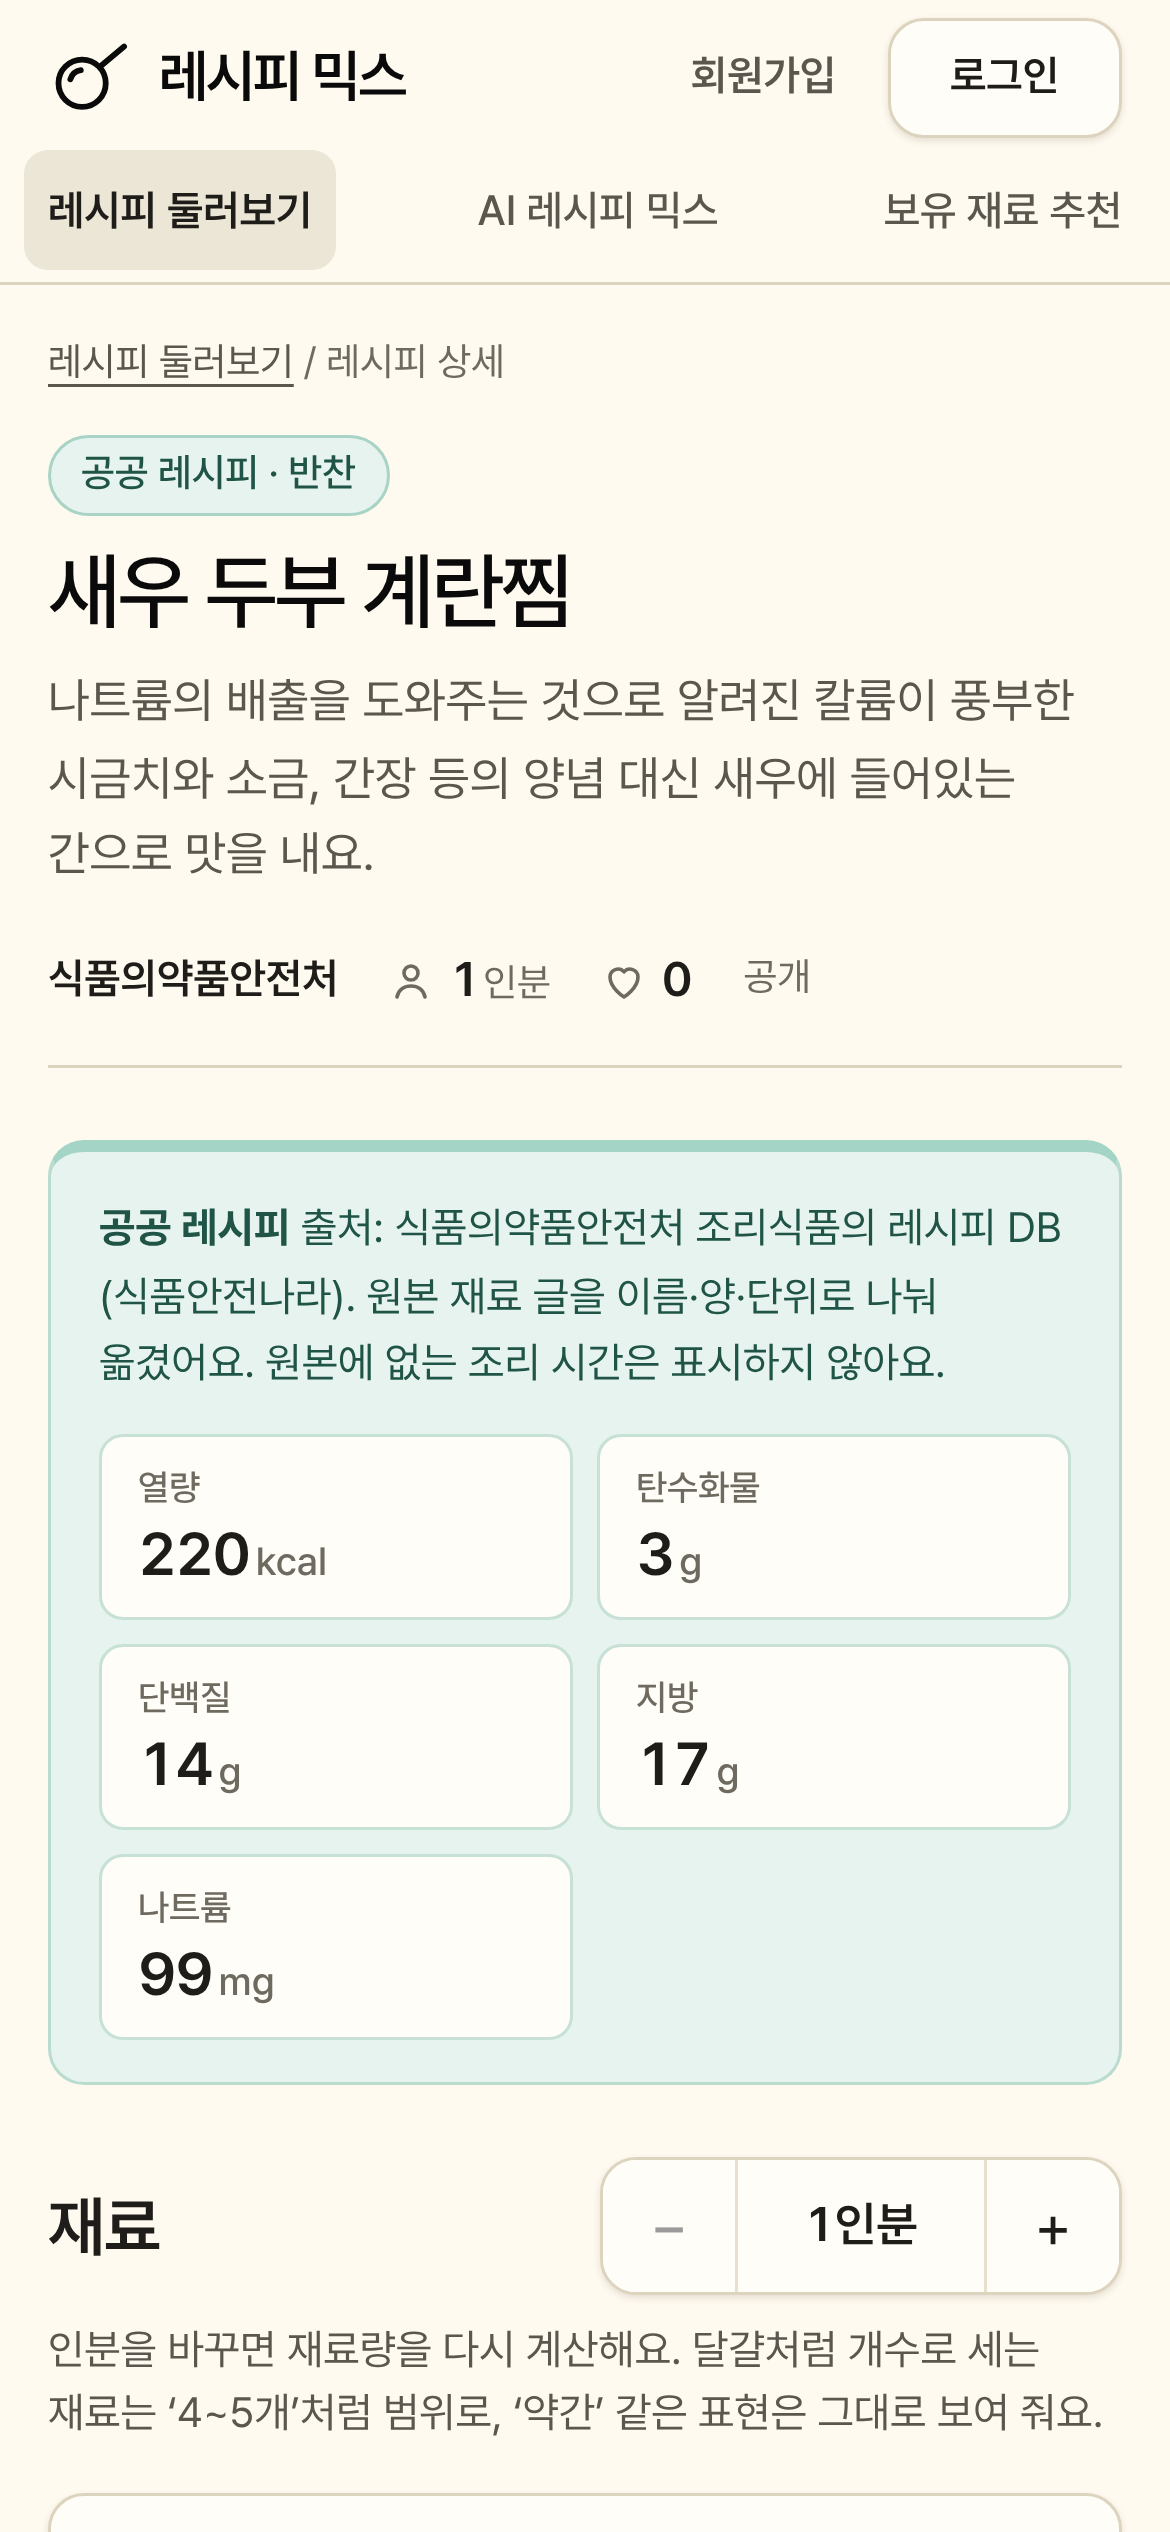 레시피 믹스
회원가입
로그인
레시피 둘러보기
AI 레시피 믹스
보유 재료 추천
레시피 둘러보기 / 레시피 상세
공공 레시피 · 반찬
새우 두부 계란찜
나트륨의 배출을 도와주는 것으로 알려진 칼륨이 풍부한
시금치와 소금, 간장 등의 양념 대신 새우에 들어있는
간으로 맛을 내요.
식품의약품안전처
1인분
0
공개
공공 레시피 출처: 식품의약품안전처 조리식품의 레시피 DB
(식품안전나라). 원본 재료 글을 이름·양·단위로 나눠
옮겼어요. 원본에 없는 조리 시간은 표시하지 않아요.
열량
220 kcal
탄수화물
3 g
단백질
14 g
지방
17 g
나트륨
99 mg
재료
−
1인분
+
인분을 바꾸면 재료량을 다시 계산해요. 달걀처럼 개수로 세는
재료는 ‘4~5개’처럼 범위로, ‘약간’ 같은 표현은 그대로 보여 줘요.